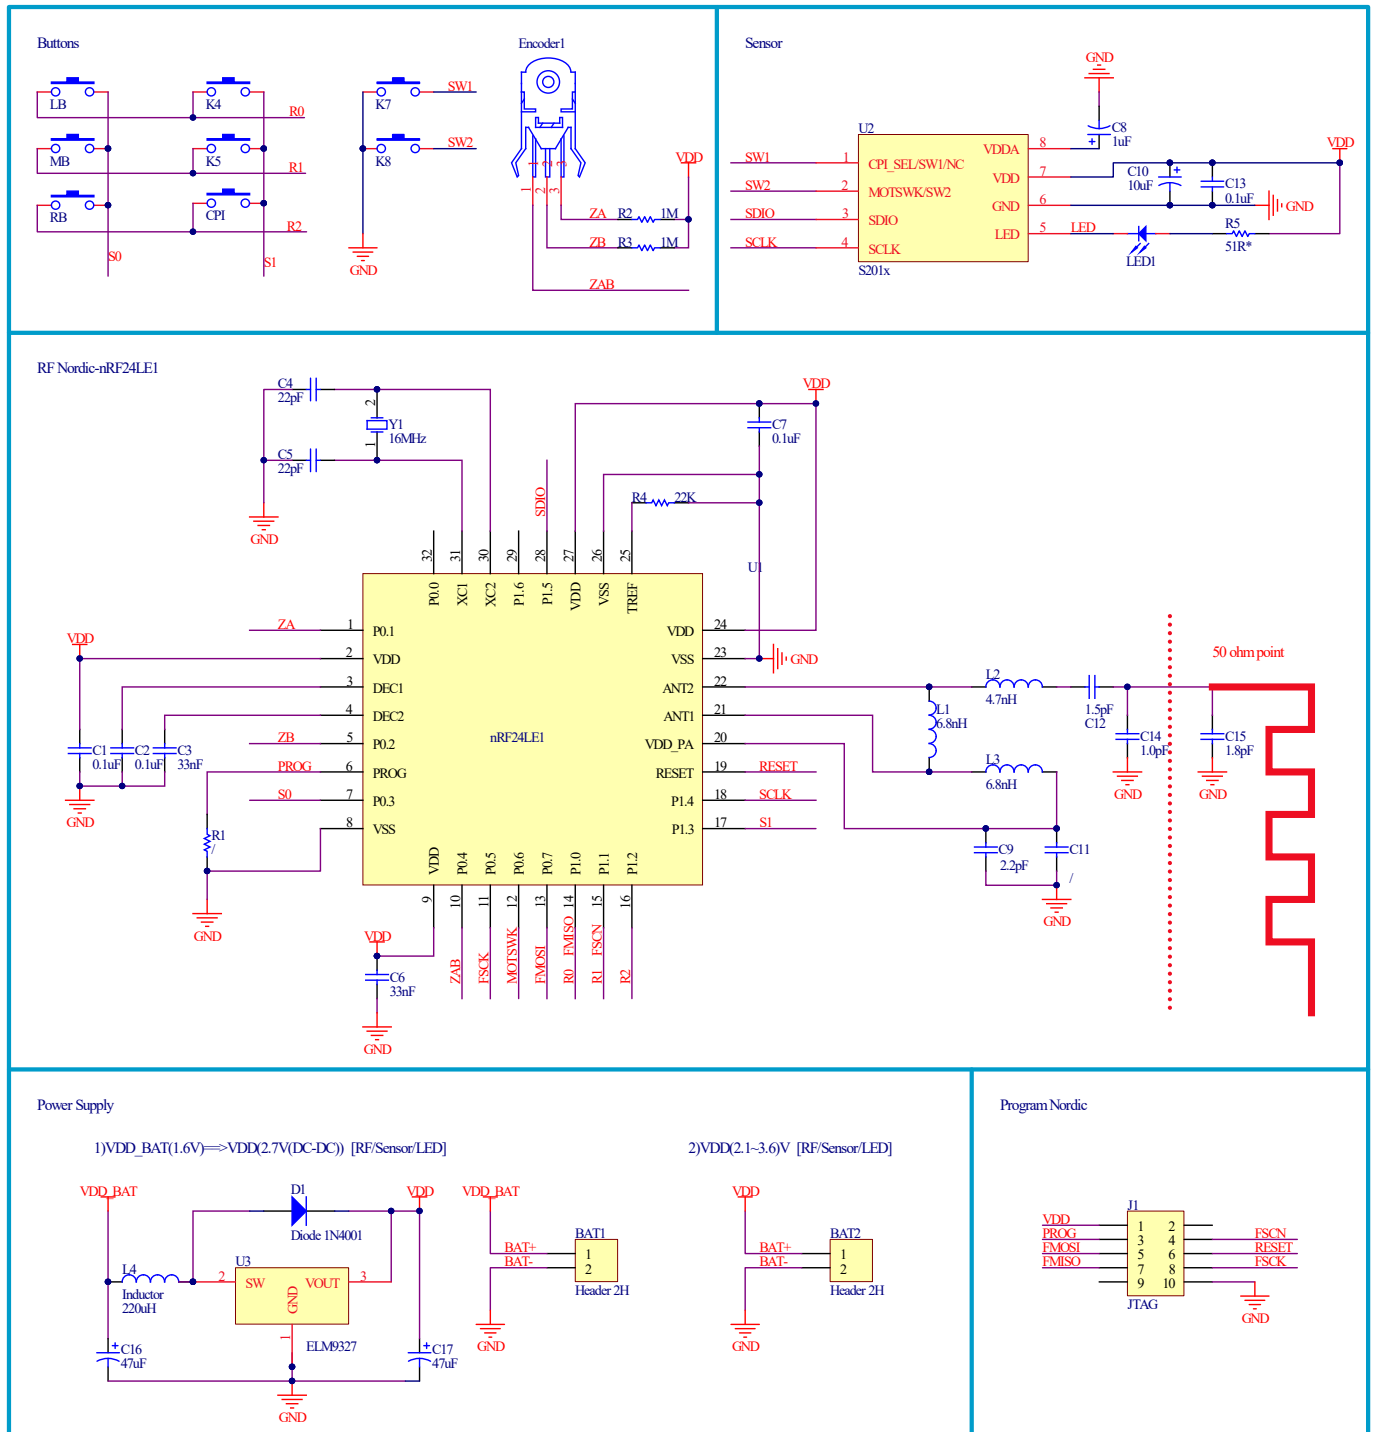 Buttons
LB
K4
R0
MB
K5
R1
RB
CPI
R2
S0
S1
K7
SW1
K8
SW2
GND
Encoder1
1
2
3
1
2
3
VDD
ZA R2 1M
ZB R3 1M
ZAB
Sensor
GND
C8
1uF
U2
VDD
SW1 1 CPI_SEL/SW1/NC
SW2 2 MOTSWK/SW2
SDIO 3 SDIO
SCLK 4 SCLK
VDDA 8
VDD 7
GND 6
LED 5 LED
S201x
C10
10uF
C13
0.1uF
GND
LED1
R5
51R*
RF Nordic-nRF24LE1
C4
22pF
C5
22pF
2
Y1
16MHz
1
GND
SDIO
VDD
C7
0.1uF
R4 22K
U1
32 31 30 29 28 27 26 25
P0.0 XC1 XC2 P1.6 P1.5 VDD VSS TREF
ZA 1 P0.1
VDD
2 VDD
3 DEC1
4 DEC2
ZB 5 P0.2
PROG 6 PROG
S0 7 P0.3
8 VSS
nRF24LE1
VDD 24
VSS 23
GND
ANT2 22
ANT1 21
VDD_PA 20
RESET 19 RESET
P1.4 18 SCLK
P1.3 17 S1
VDD P0.4 P0.5 P0.6 P0.7 P1.0 P1.1 P1.2
9 10 11 12 13 14 15 16
ZAB FSCK MOTSWK FMOSI R0 FMISO R1 FSCN R2
C1
0.1uF
C2
0.1uF
C3
33nF
GND
R1
/
GND
VDD
C6
33nF
GND
L1
6.8nH
L2
4.7nH
L3
6.8nH
1.5pF
C12
C14
1.0pF
GND
50 ohm point
C15
1.8pF
GND
C9
2.2pF
C11
/
GND
Power Supply
1)VDD_BAT(1.6V)==>VDD(2.7V(DC-DC)) [RF/Sensor/LED]
VDD_BAT
D1
Diode 1N4001
VDD
L4
Inductor
220uH
U3
2 SW
VOUT 3
GND
1
ELM9327
C16
47uF
C17
47uF
GND
VDD_BAT
BAT+
BAT-
BAT1
1
2
Header 2H
GND
2)VDD(2.1~3.6)V [RF/Sensor/LED]
VDD
BAT+
BAT-
BAT2
1
2
Header 2H
GND
Program Nordic
J1
VDD 1 2
PROG 3 4 FSCN
FMOSI 5 6 RESET
FMISO 7 8 FSCK
9 10
JTAG
GND